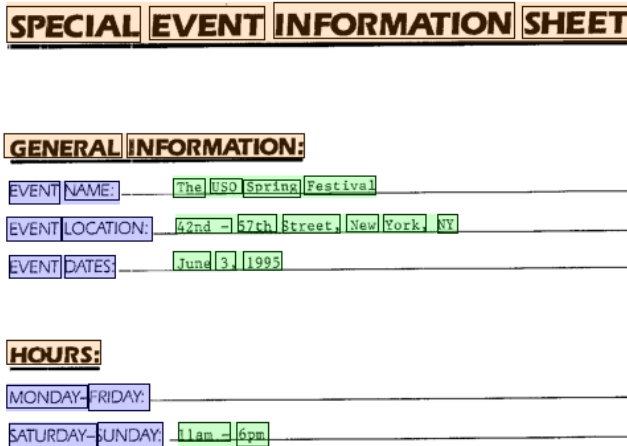 SPECIAL EVENT INFORMATION SHEET
GENERAL INFORMATION:
EVENT NAME: The USO Spring Festival
EVENT LOCATION: 42nd - 57th Street, New York, NY
EVENT DATES: June 3, 1995
HOURS:
MONDAY-FRIDAY:
SATURDAY-SUNDAY: 11am - 6pm